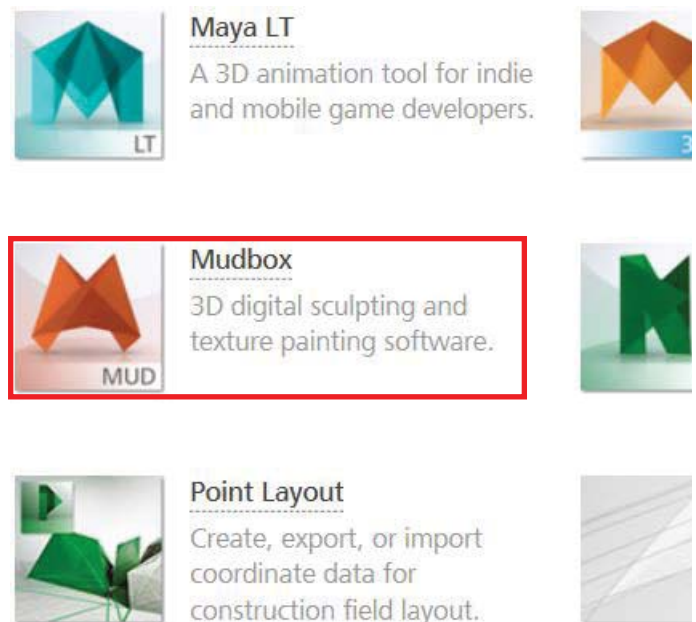 Maya LT
A 3D animation tool for indie
and mobile game developers.
LT
Mudbox
3D digital sculpting and
texture painting software.
MUD
Point Layout
Create, export, or import
coordinate data for
construction field layout.